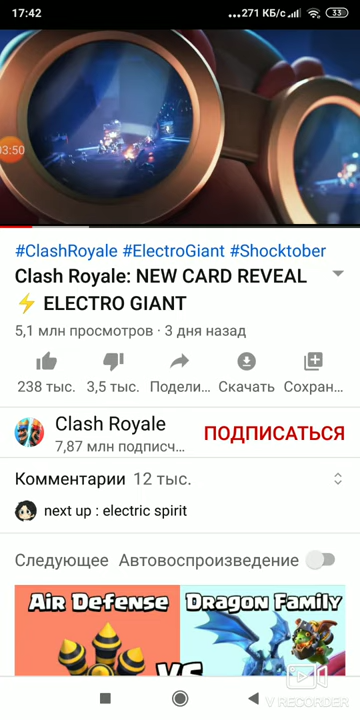 17:42
...271 КБ/с
33
03:50
#ClashRoyale #ElectroGiant #Shocktober
Clash Royale: NEW CARD REVEAL
⚡ ELECTRO GIANT
5,1 млн просмотров · 3 дня назад
238 тыс.
3,5 тыс.
Подели...
Скачать
Сохран...
Clash Royale
7,87 млн подписч...
ПОДПИСАТЬСЯ
Комментарии 12 тыс.
next up : electric spirit
Следующее
Автовоспроизведение
Air Defense
Dragon Family
VS
V RECORDER